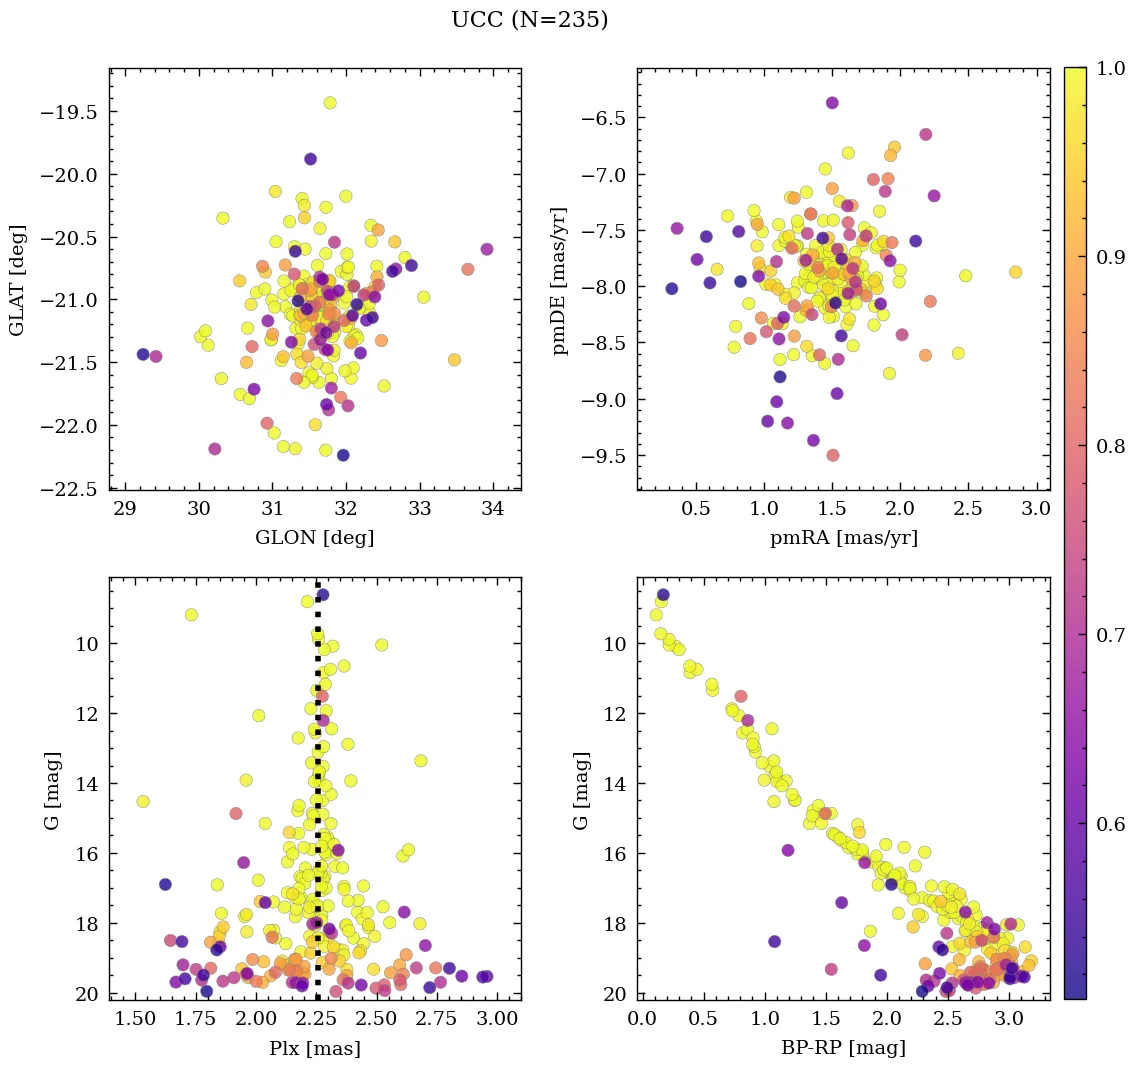 UCC (N=235)
−19.5
−20.0
−20.5
−21.0
−21.5
−22.0
−22.5
GLAT [deg]
29 30 31 32 33 34
GLON [deg]
−6.5
−7.0
−7.5
−8.0
−8.5
−9.0
−9.5
pmDE [mas/yr]
0.5 1.0 1.5 2.0 2.5 3.0
pmRA [mas/yr]
1.0
0.9
0.8
0.7
0.6
10
12
14
16
18
20
G [mag]
1.50 1.75 2.00 2.25 2.50 2.75 3.00
Plx [mas]
10
12
14
16
18
20
G [mag]
0.0 0.5 1.0 1.5 2.0 2.5 3.0
BP-RP [mag]